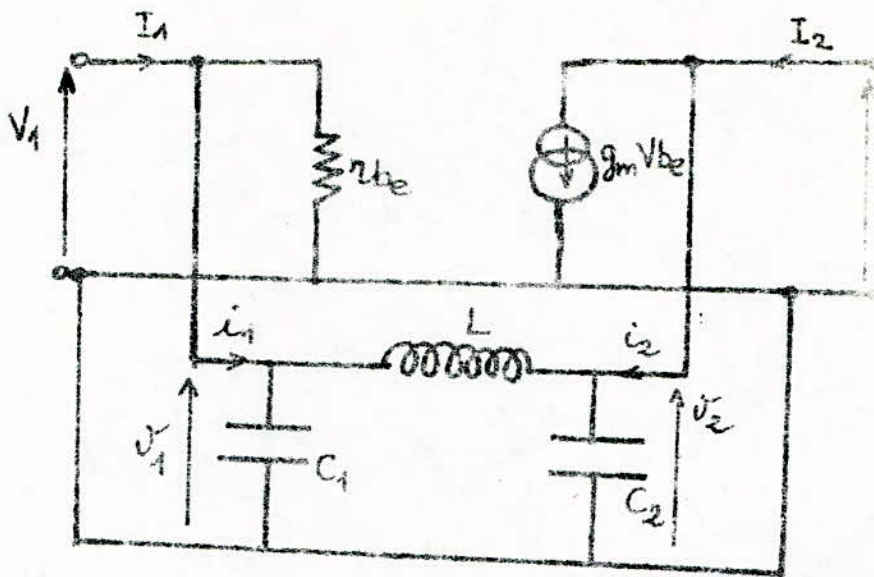 I₁
I₂
V₁
rbe
gmVbe
i₁
L
i₂
v₁
C₁
C₂
v₂